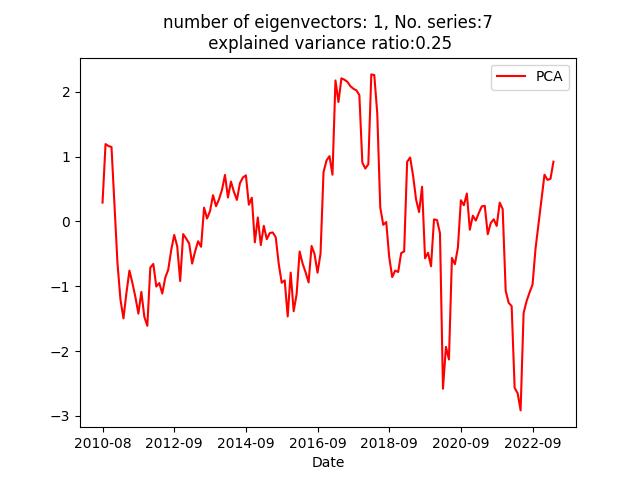 number of eigenvectors: 1, No. series:7
explained variance ratio:0.25
PCA
2
1
0
−1
−2
−3
2010-08 2012-09 2014-09 2016-09 2018-09 2020-09 2022-09
Date